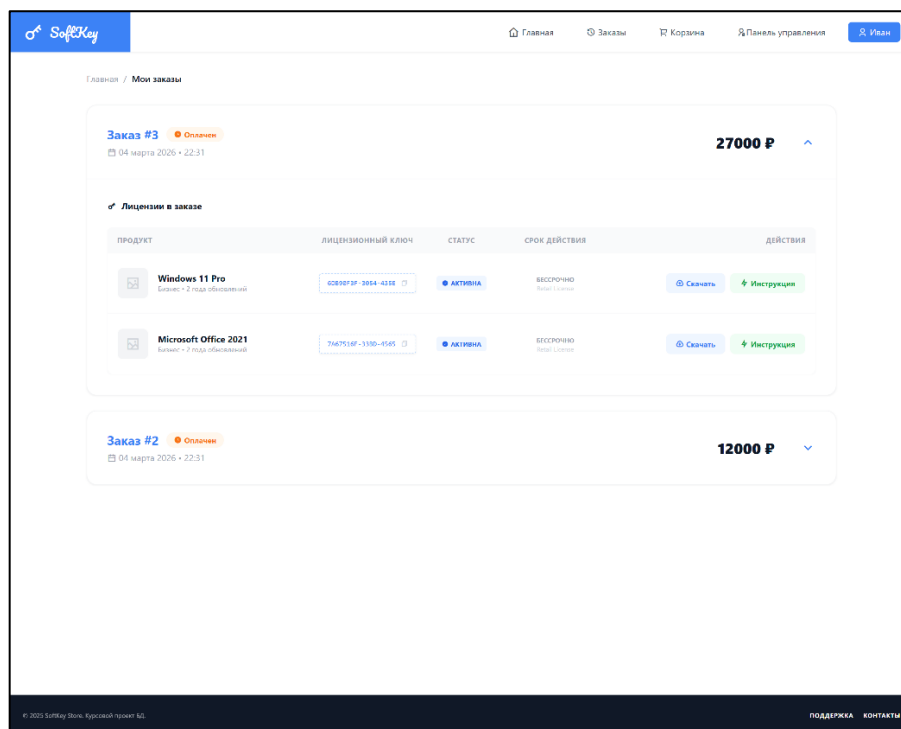 SoftKey
Главная Заказы Корзина Панель управления Иван
Главная / Мои заказы
Заказ #3 Оплачен
04 марта 2026 • 22:31
27000 ₽
Лицензии в заказе
ПРОДУКТ ЛИЦЕНЗИОННЫЙ КЛЮЧ СТАТУС СРОК ДЕЙСТВИЯ ДЕЙСТВИЯ
Windows 11 Pro
Бизнес • 2 года обновлений
АКТИВНА
БЕССРОЧНО
Retail License
Скачать Инструкция
Microsoft Office 2021
Бизнес • 2 года обновлений
АКТИВНА
БЕССРОЧНО
Retail License
Скачать Инструкция
Заказ #2 Оплачен
04 марта 2026 • 22:31
12000 ₽
© 2025 SoftKey Store. Курсовой проект БД.
ПОДДЕРЖКА КОНТАКТЫ